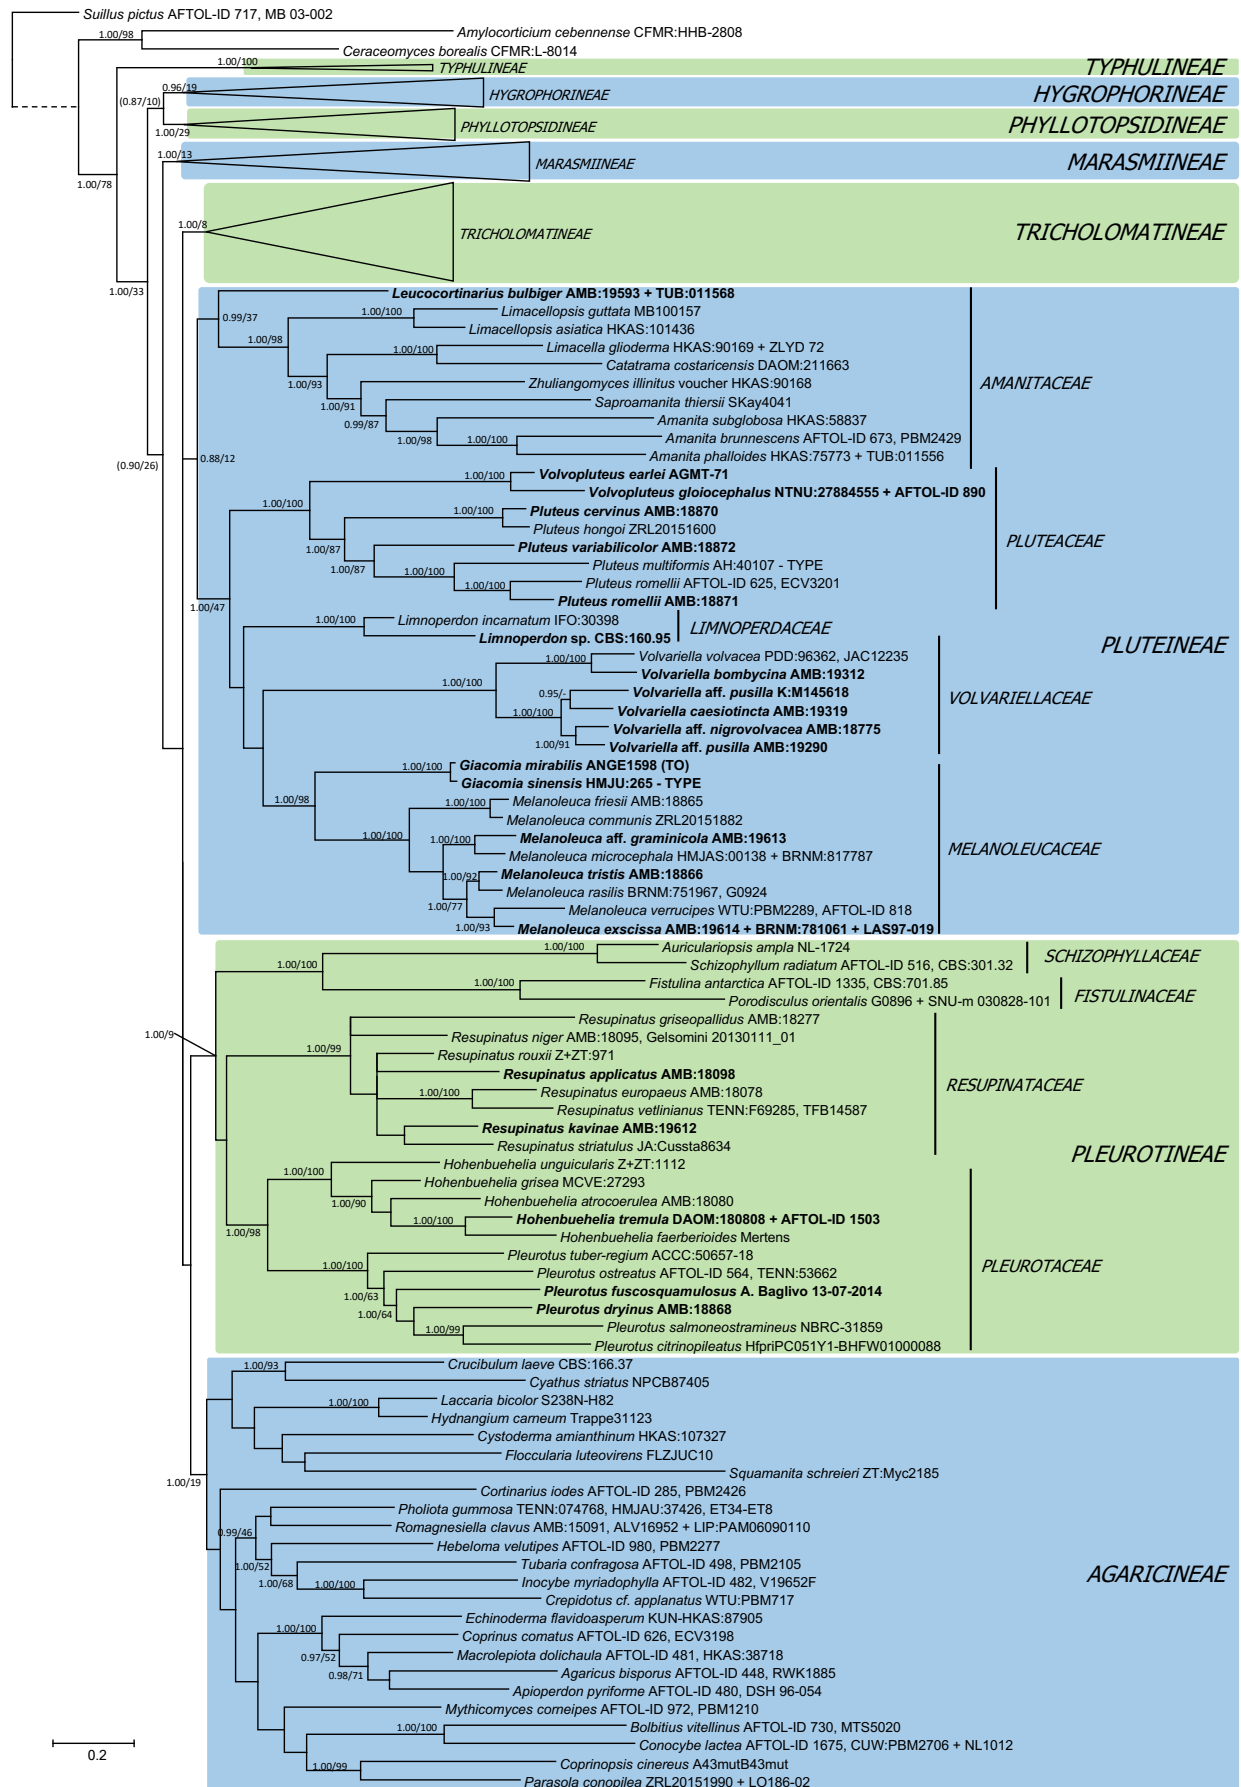 Suillus pictus AFTOL-ID 717, MB 03-002
1.00/98
Amylocorticium cebennense CFMR:HHB-2808
Ceraceomyces borealis CFMR:L-8014
1.00/100
TYPHULINEAE
TYPHULINEAE
0.96/19
HYGROPHORINEAE
HYGROPHORINEAE
(0.87/10)
PHYLLOTOPSIDINEAE
PHYLLOTOPSIDINEAE
1.00/29
1.00/13
MARASMIINEAE
MARASMIINEAE
1.00/78
1.00/8
TRICHOLOMATINEAE
TRICHOLOMATINEAE
1.00/33
Leucocortinarius bulbiger AMB:19593 + TUB:011568
0.99/37
1.00/100
Limacellopsis guttata MB100157
Limacellopsis asiatica HKAS:101436
1.00/98
Limacella glioderma HKAS:90169 + ZLYD 72
1.00/100
Catatrama costaricensis DAOM:211663
1.00/93
Zhuliangomyces illinitus voucher HKAS:90168
AMANITACEAE
1.00/91
Saproamanita thiersii SKay4041
0.99/87
Amanita subglobosa HKAS:58837
1.00/98
1.00/100
Amanita brunnescens AFTOL-ID 673, PBM2429
Amanita phalloides HKAS:75773 + TUB:011556
(0.90/26)
0.88/12
1.00/100
Volvopluteus earlei AGMT-71
Volvopluteus gloiocephalus NTNU:27884555 + AFTOL-ID 890
1.00/100
1.00/100
Pluteus cervinus AMB:18870
Pluteus hongoi ZRL20151600
PLUTEACEAE
1.00/87
Pluteus variabilicolor AMB:18872
1.00/87
Pluteus multiformis AH:40107 - TYPE
1.00/100
Pluteus romellii AFTOL-ID 625, ECV3201
1.00/100
Pluteus romellii AMB:18871
1.00/47
Limnoperdon incarnatum IFO:30398
1.00/100
LIMNOPERDACEAE
Limnoperdon sp. CBS:160.95
PLUTEINEAE
Volvariella volvacea PDD:96362, JAC12235
1.00/100
Volvariella bombycina AMB:19312
1.00/100
0.95/-
Volvariella aff. pusilla K:M145618
VOLVARIELLACEAE
Volvariella caesiotincta AMB:19319
1.00/100
Volvariella aff. nigrovolvacea AMB:18775
1.00/91
Volvariella aff. pusilla AMB:19290
1.00/100
Giacomia mirabilis ANGE1598 (TO)
Giacomia sinensis HMJU:265 - TYPE
1.00/98
1.00/100
Melanoleuca friesii AMB:18865
Melanoleuca communis ZRL20151882
1.00/100
1.00/100
Melanoleuca aff. graminicola AMB:19613
MELANOLEUCACEAE
Melanoleuca microcephala HMJAS:00138 + BRNM:817787
1.00/92
Melanoleuca tristis AMB:18866
Melanoleuca rasilis BRNM:751967, G0924
1.00/77
Melanoleuca verrucipes WTU:PBM2289, AFTOL-ID 818
1.00/93
Melanoleuca exscissa AMB:19614 + BRNM:781061 + LAS97-019
1.00/100
Auriculariopsis ampla NL-1724
SCHIZOPHYLLACEAE
1.00/100
Schizophyllum radiatum AFTOL-ID 516, CBS:301.32
1.00/100
Fistulina antarctica AFTOL-ID 1335, CBS:701.85
FISTULINACEAE
Porodisculus orientalis G0896 + SNU-m 030828-101
Resupinatus griseopallidus AMB:18277
1.00/9
Resupinatus niger AMB:18095, Gelsomini 20130111_01
1.00/99
Resupinatus rouxii Z+ZT:971
Resupinatus applicatus AMB:18098
RESUPINATACEAE
1.00/100
Resupinatus europaeus AMB:18078
Resupinatus vetlinianus TENN:F69285, TFB14587
Resupinatus kavinae AMB:19612
Resupinatus striatulus JA:Cussta8634
PLEUROTINEAE
Hohenbuehelia unguicularis Z+ZT:1112
1.00/100
Hohenbuehelia grisea MCVE:27293
1.00/90
Hohenbuehelia atrocoerulea AMB:18080
1.00/100
Hohenbuehelia tremula DAOM:180808 + AFTOL-ID 1503
1.00/98
Hohenbuehelia faerberioides Mertens
Pleurotus tuber-regium ACCC:50657-18
1.00/100
PLEUROTACEAE
Pleurotus ostreatus AFTOL-ID 564, TENN:53662
1.00/63
Pleurotus fuscosquamulosus A. Baglivo 13-07-2014
1.00/64
Pleurotus dryinus AMB:18868
1.00/99
Pleurotus salmoneostramineus NBRC-31859
Pleurotus citrinopileatus HfpriPC051Y1-BHFW01000088
1.00/93
Crucibulum laeve CBS:166.37
Cyathus striatus NPCB87405
1.00/100
Laccaria bicolor S238N-H82
Hydnangium carneum Trappe31123
Cystoderma amianthinum HKAS:107327
Floccularia luteovirens FLZJUC10
Squamanita schreieri ZT:Myc2185
1.00/19
Cortinarius iodes AFTOL-ID 285, PBM2426
Pholiota gummosa TENN:074768, HMJAU:37426, ET34-ET8
0.99/46
Romagnesiella clavus AMB:15091, ALV16952 + LIP:PAM06090110
Hebeloma velutipes AFTOL-ID 980, PBM2277
1.00/52
Tubaria confragosa AFTOL-ID 498, PBM2105
1.00/68
1.00/100
Inocybe myriadophylla AFTOL-ID 482, V19652F
AGARICINEAE
Crepidotus cf. applanatus WTU:PBM717
Echinoderma flavidoasperum KUN-HKAS:87905
1.00/100
Coprinus comatus AFTOL-ID 626, ECV3198
0.97/52
Macrolepiota dolichaula AFTOL-ID 481, HKAS:38718
0.98/71
Agaricus bisporus AFTOL-ID 448, RWK1885
Apioperdon pyriforme AFTOL-ID 480, DSH 96-054
Mythicomyces corneipes AFTOL-ID 972, PBM1210
1.00/100
Bolbitius vitellinus AFTOL-ID 730, MTS5020
Conocybe lactea AFTOL-ID 1675, CUW:PBM2706 + NL1012
0.2
1.00/99
Coprinopsis cinereus A43mutB43mut
Parasola conopilea ZRL20151990 + LO186-02